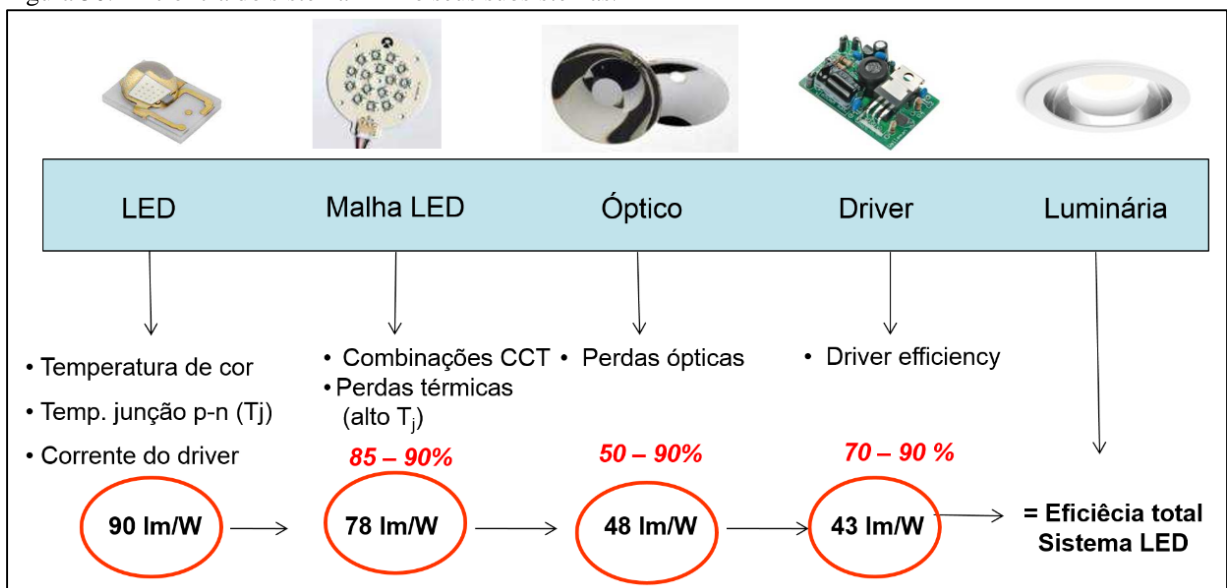 LED
Malha LED
Óptico
Driver
Luminária
• Temperatura de cor
• Temp. junção p-n (Tj)
• Corrente do driver
• Combinações CCT
• Perdas térmicas
(alto Tj)
• Perdas ópticas
• Driver efficiency
85 – 90%
50 – 90%
70 – 90 %
90 lm/W
78 lm/W
48 lm/W
43 lm/W
= Eficiêcia total
Sistema LED